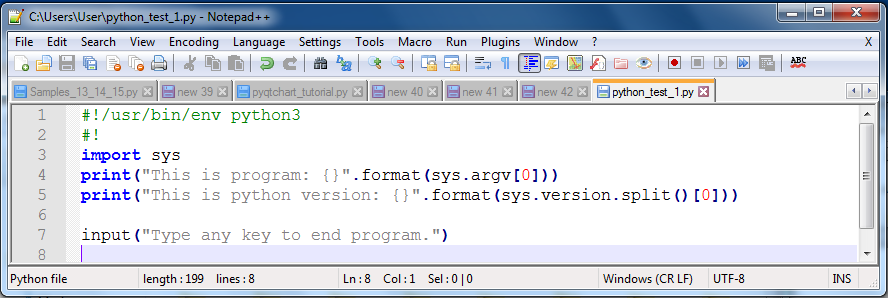 C:\Users\User\python_test_1.py - Notepad++
File Edit Search View Encoding Language Settings Tools Macro Run Plugins Window ? X
ABC
Samples_13_14_15.py new 39 pyqtchart_tutorial.py new 40 new 41 new 42 python_test_1.py
1 #!/usr/bin/env python3
2 #!
3 import sys
4 print("This is program: {}".format(sys.argv[0]))
5 print("This is python version: {}".format(sys.version.split()[0]))
6
7 input("Type any key to end program.")
8
Python file length : 199 lines : 8 Ln : 8 Col : 1 Sel : 0 | 0 Windows (CR LF) UTF-8 INS